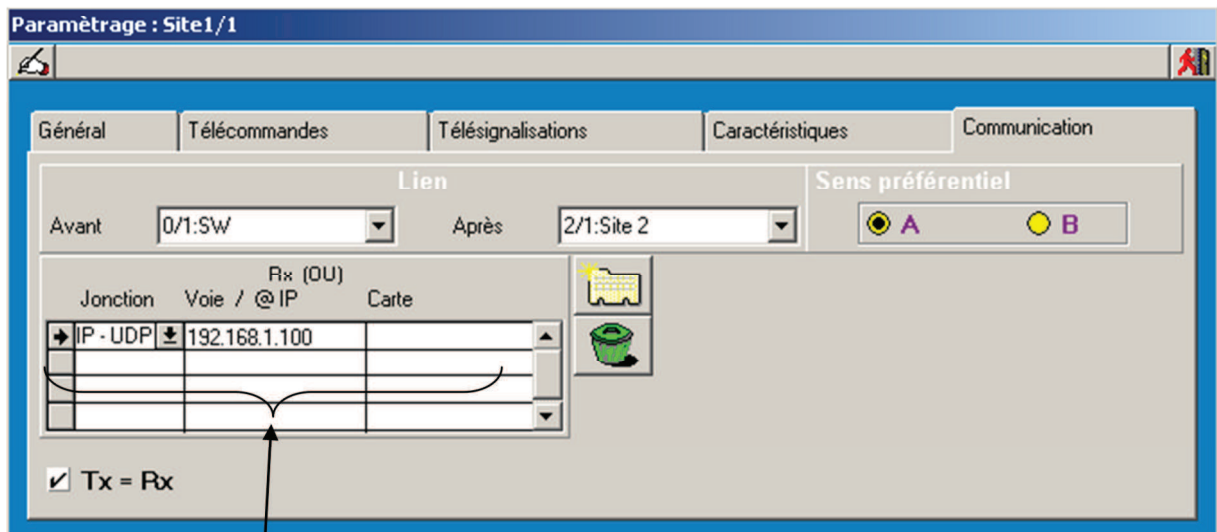 Paramètrage : Site1/1
Général Télécommandes Télésignalisations Caractéristiques Communication
Lien Sens préférentiel
Avant 0/1:SW Après 2/1:Site 2 A B
Rx (OU)
Jonction Voie / @IP Carte
IP - UDP 192.168.1.100
Tx = Rx